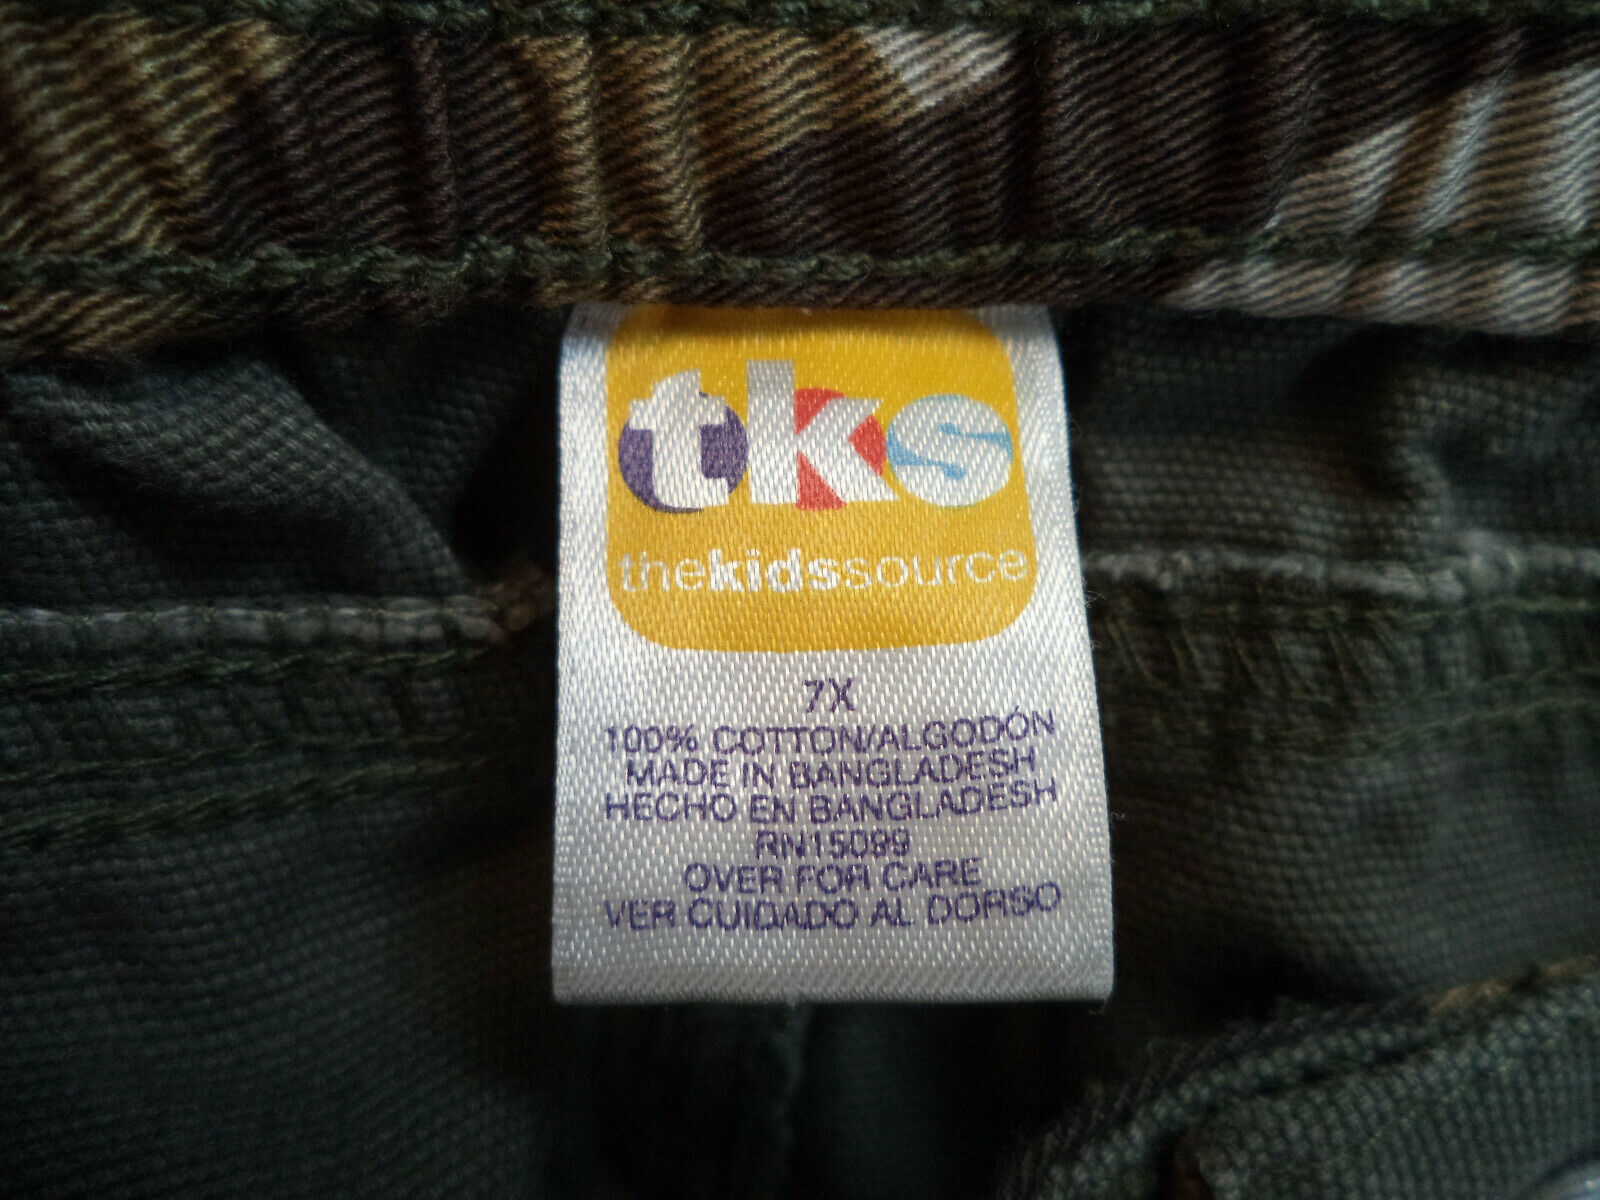 tks
thekidssource
7X
100% COTTON/ALGODÓN
MADE IN BANGLADESH
HECHO EN BANGLADESH
RN15099
OVER FOR CARE
VER CUIDADO AL DORSO